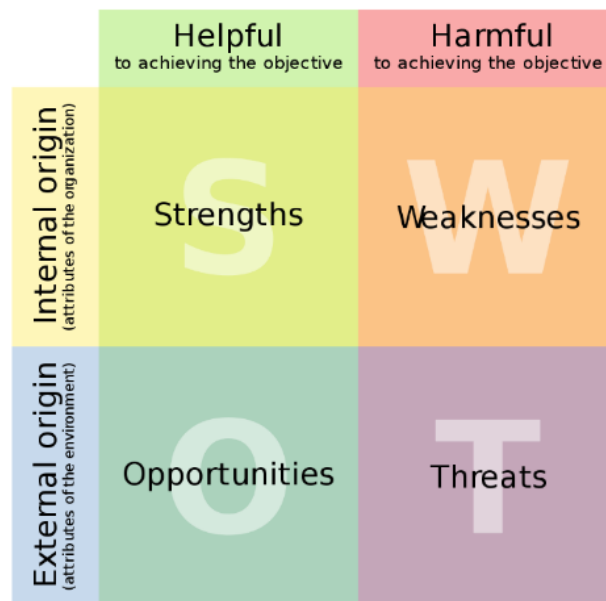 Helpful
to achieving the objective
Harmful
to achieving the objective
Internal origin
(attributes of the organization)
S
Strengths
W
Weaknesses
External origin
(attributes of the environment)
O
Opportunities
T
Threats